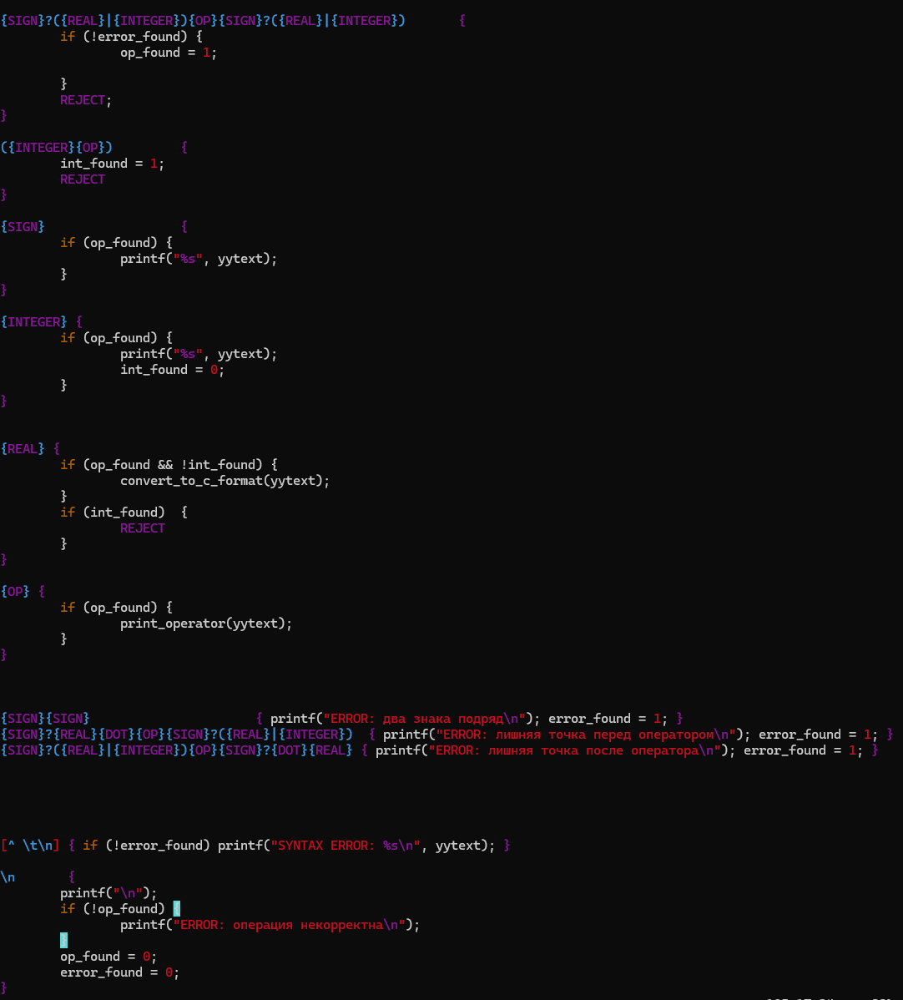 {SIGN}?({REAL}|{INTEGER}){OP}{SIGN}?({REAL}|{INTEGER})       {
        if (!error_found) {
                op_found = 1;
        }
        REJECT;
}
({INTEGER}{OP})         {
        int_found = 1;
        REJECT
}
{SIGN}                  {
        if (op_found) {
                printf("%s", yytext);
        }
}
{INTEGER} {
        if (op_found) {
                printf("%s", yytext);
                int_found = 0;
        }
}
{REAL} {
        if (op_found && !int_found) {
                convert_to_c_format(yytext);
        }
        if (int_found)  {
                REJECT
        }
}
{OP} {
        if (op_found) {
                print_operator(yytext);
        }
}
{SIGN}{SIGN}                      { printf("ERROR: два знака подряд\n"); error_found = 1; }
{SIGN}?{REAL}{DOT}{OP}{SIGN}?({REAL}|{INTEGER})  { printf("ERROR: лишняя точка перед оператором\n"); error_found = 1; }
{SIGN}?({REAL}|{INTEGER}){OP}{SIGN}?{DOT}{REAL} { printf("ERROR: лишняя точка после оператора\n"); error_found = 1; }
[^ \t\n] { if (!error_found) printf("SYNTAX ERROR: %s\n", yytext); }
\n       {
        printf("\n");
        if (!op_found) {
                printf("ERROR: операция некорректна\n");
        }
        op_found = 0;
        error_found = 0;
}